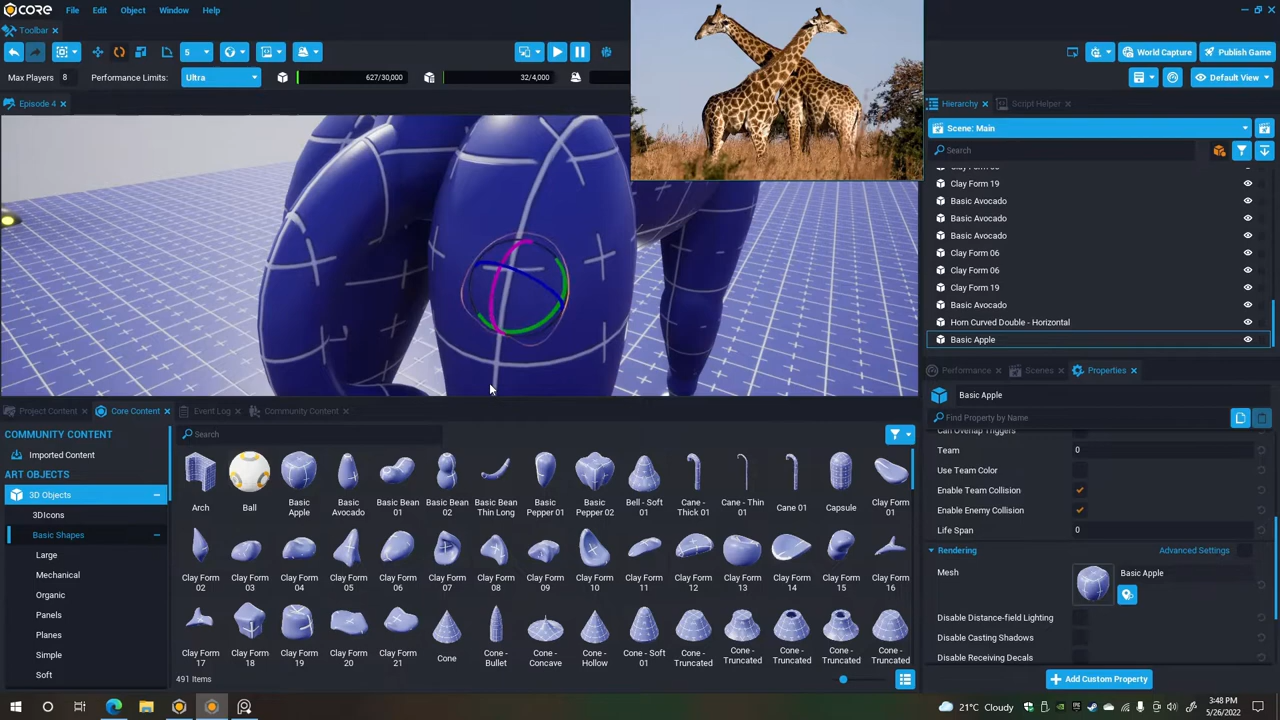 CORE File Edit Object Window Help
Toolbar
5
World Capture Publish Game
Max Players 8 Performance Limits: Ultra 627/30,000 32/4,000
Default View
Episode 4
Hierarchy Script Helper
Scene: Main
Search
Clay Form 19
Basic Avocado
Basic Avocado
Basic Avocado
Clay Form 06
Clay Form 06
Clay Form 19
Basic Avocado
Horn Curved Double - Horizontal
Basic Apple
Performance Scenes Properties
Basic Apple
Find Property by Name
Can Overlap Triggers
Team 0
Use Team Color
Enable Team Collision
Enable Enemy Collision
Life Span 0
Rendering Advanced Settings
Mesh Basic Apple
Disable Distance-field Lighting
Disable Casting Shadows
Disable Receiving Decals
Add Custom Property
Project Content Core Content Event Log Community Content
COMMUNITY CONTENT
Imported Content
ART OBJECTS
3D Objects
3DIcons
Basic Shapes
Large
Mechanical
Organic
Panels
Planes
Simple
Soft
Search
Arch Ball Basic Apple Basic Avocado Basic Bean 01 Basic Bean 02 Basic Bean Thin Long Basic Pepper 01 Basic Pepper 02 Bell - Soft 01 Cane - Thick 01 Cane - Thin 01 Cane 01 Capsule Clay Form 01
Clay Form 02 Clay Form 03 Clay Form 04 Clay Form 05 Clay Form 06 Clay Form 07 Clay Form 08 Clay Form 09 Clay Form 10 Clay Form 11 Clay Form 12 Clay Form 13 Clay Form 14 Clay Form 15 Clay Form 16
Clay Form 17 Clay Form 18 Clay Form 19 Clay Form 20 Clay Form 21 Cone Cone - Bullet Cone - Concave Cone - Hollow Cone - Soft 01 Cone - Truncated Cone - Truncated Cone - Truncated Cone - Truncated Cone - Truncated
491 Items
21°C Cloudy
3:48 PM
5/26/2022